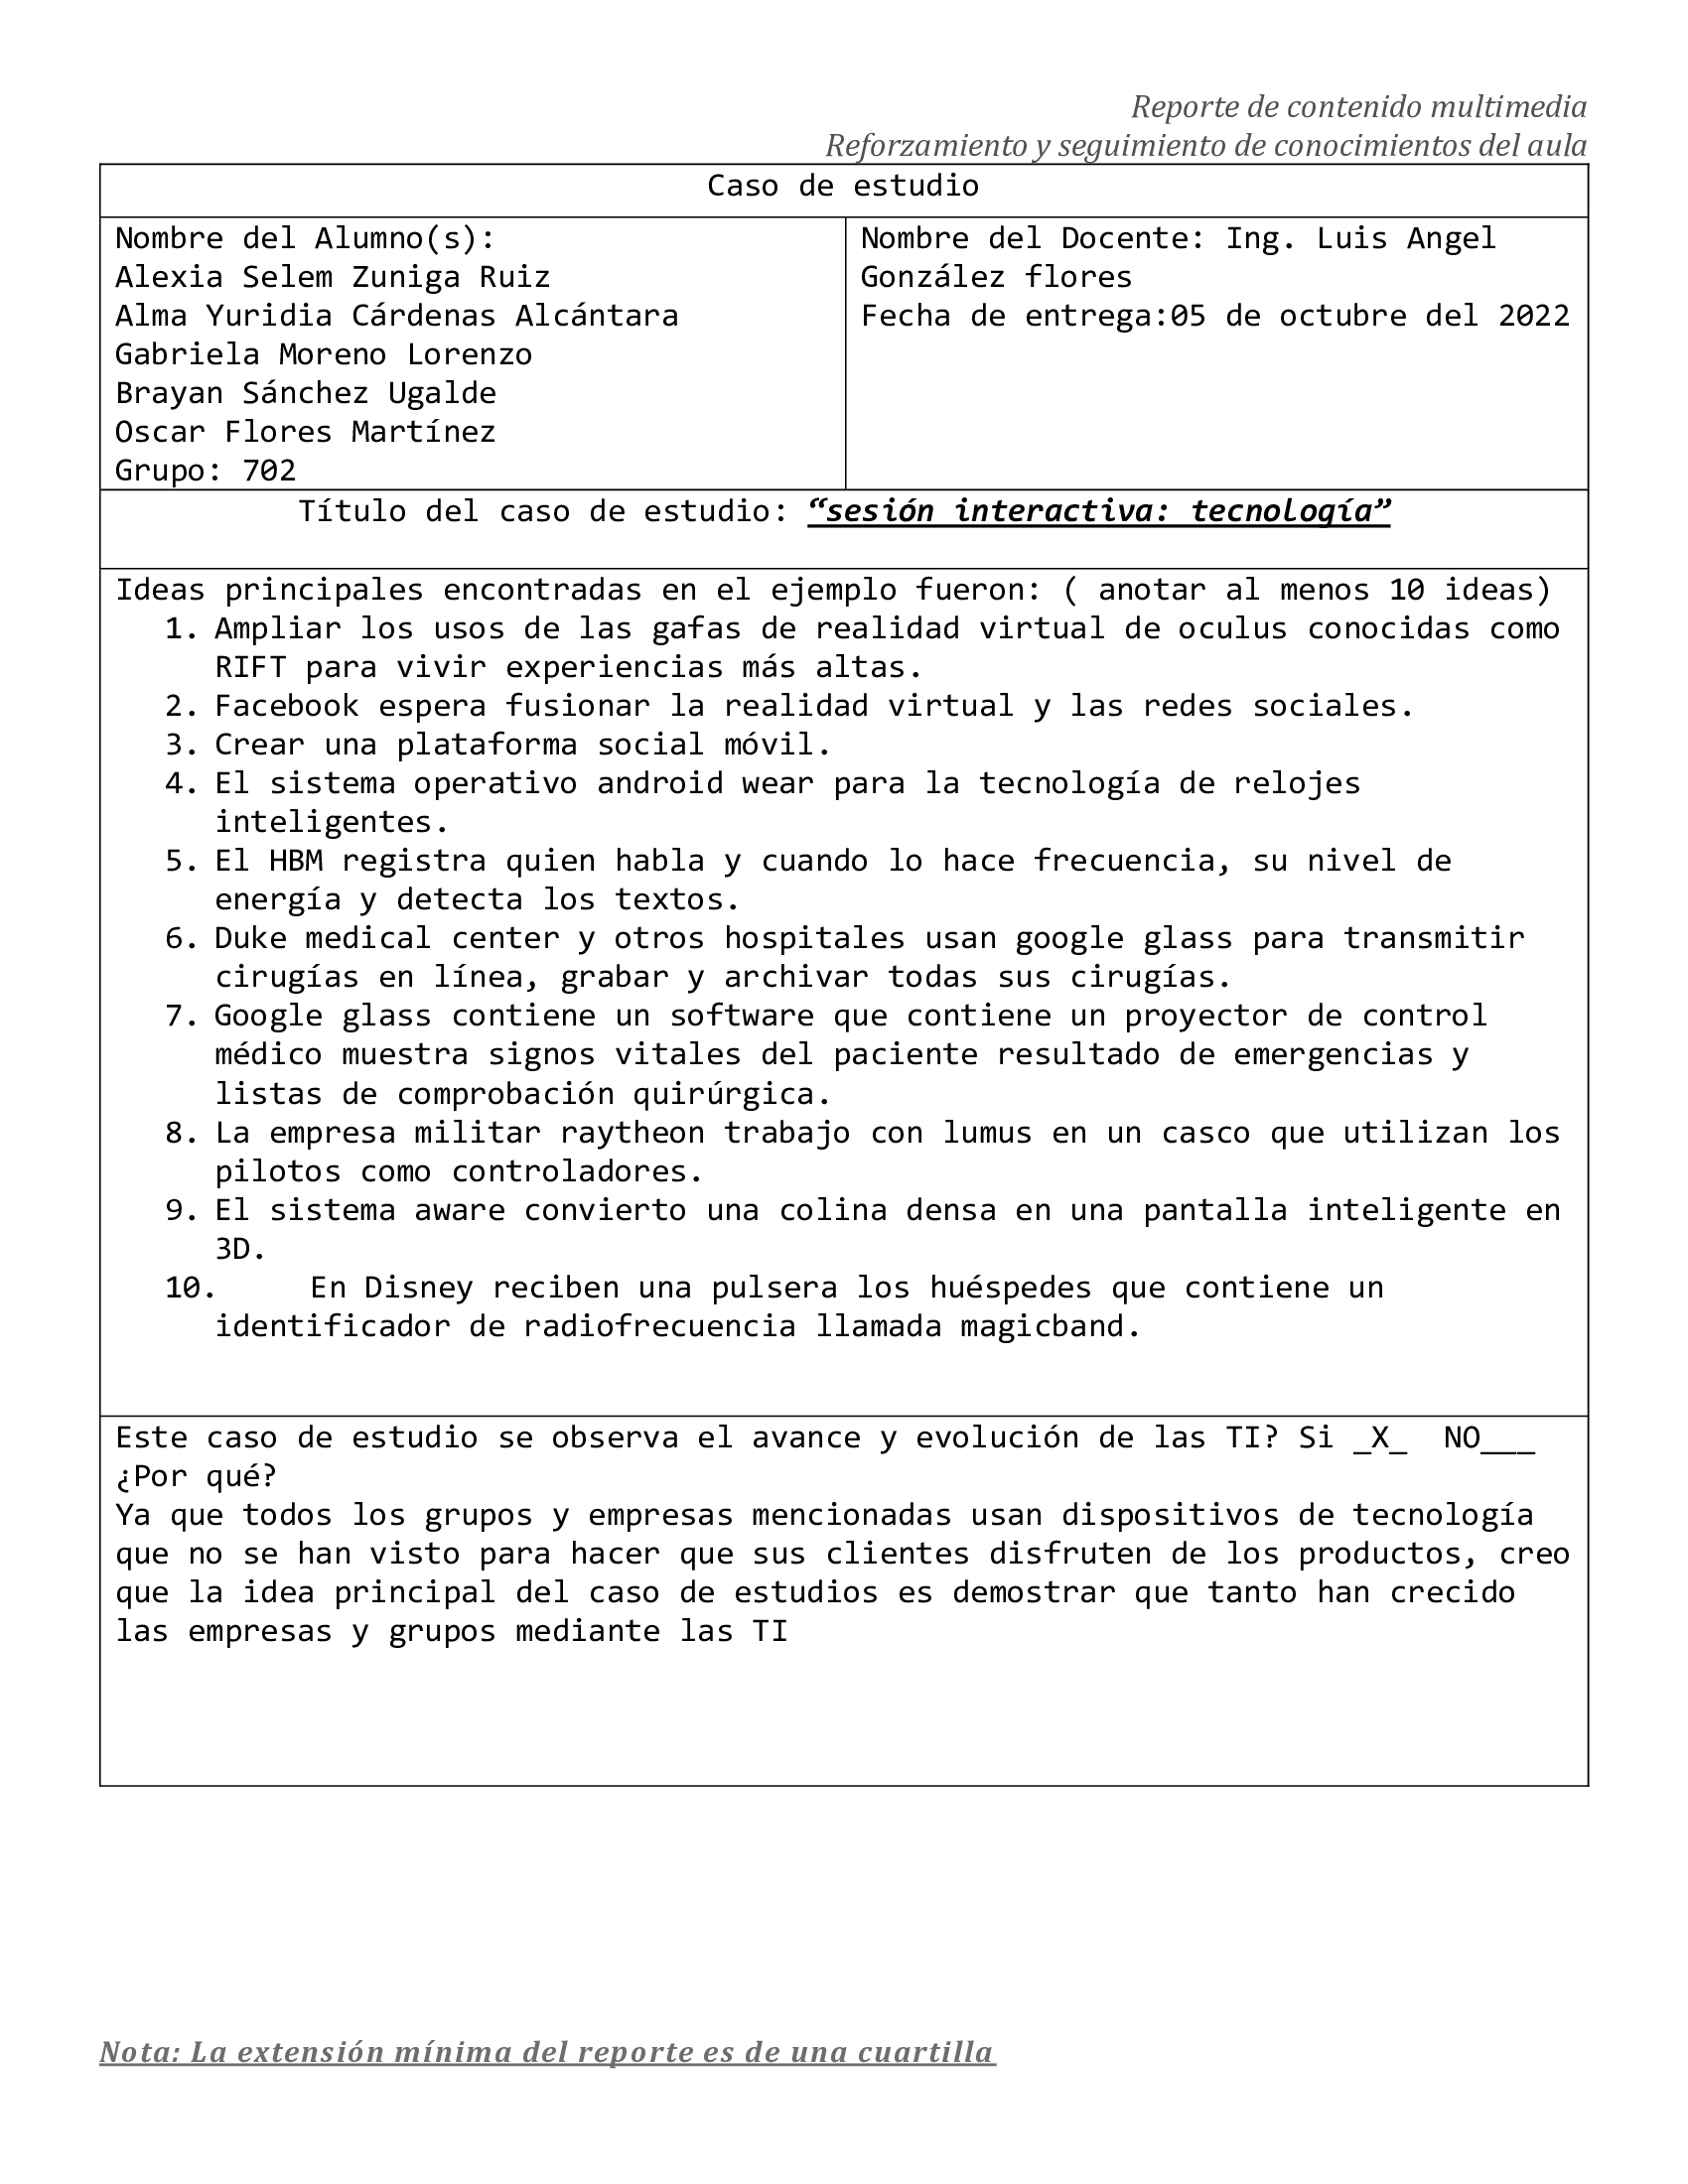 Reporte de contenido multimedia
Reforzamiento y seguimiento de conocimientos del aula
Caso de estudio
Nombre del Alumno(s):
Alexia Selem Zuniga Ruiz
Alma Yuridia Cárdenas Alcántara
Gabriela Moreno Lorenzo
Brayan Sánchez Ugalde
Oscar Flores Martínez
Grupo: 702
Nombre del Docente: Ing. Luis Angel
González flores
Fecha de entrega:05 de octubre del 2022
Título del caso de estudio: “sesión interactiva: tecnología”
Ideas principales encontradas en el ejemplo fueron: ( anotar al menos 10 ideas)
1. Ampliar los usos de las gafas de realidad virtual de oculus conocidas como
RIFT para vivir experiencias más altas.
2. Facebook espera fusionar la realidad virtual y las redes sociales.
3. Crear una plataforma social móvil.
4. El sistema operativo android wear para la tecnología de relojes
inteligentes.
5. El HBM registra quien habla y cuando lo hace frecuencia, su nivel de
energía y detecta los textos.
6. Duke medical center y otros hospitales usan google glass para transmitir
cirugías en línea, grabar y archivar todas sus cirugías.
7. Google glass contiene un software que contiene un proyector de control
médico muestra signos vitales del paciente resultado de emergencias y
listas de comprobación quirúrgica.
8. La empresa militar raytheon trabajo con lumus en un casco que utilizan los
pilotos como controladores.
9. El sistema aware convierto una colina densa en una pantalla inteligente en
3D.
10. En Disney reciben una pulsera los huéspedes que contiene un
identificador de radiofrecuencia llamada magicband.
Este caso de estudio se observa el avance y evolución de las TI? Si _X_ NO___
¿Por qué?
Ya que todos los grupos y empresas mencionadas usan dispositivos de tecnología
que no se han visto para hacer que sus clientes disfruten de los productos, creo
que la idea principal del caso de estudios es demostrar que tanto han crecido
las empresas y grupos mediante las TI
Nota: La extensión mínima del reporte es de una cuartilla